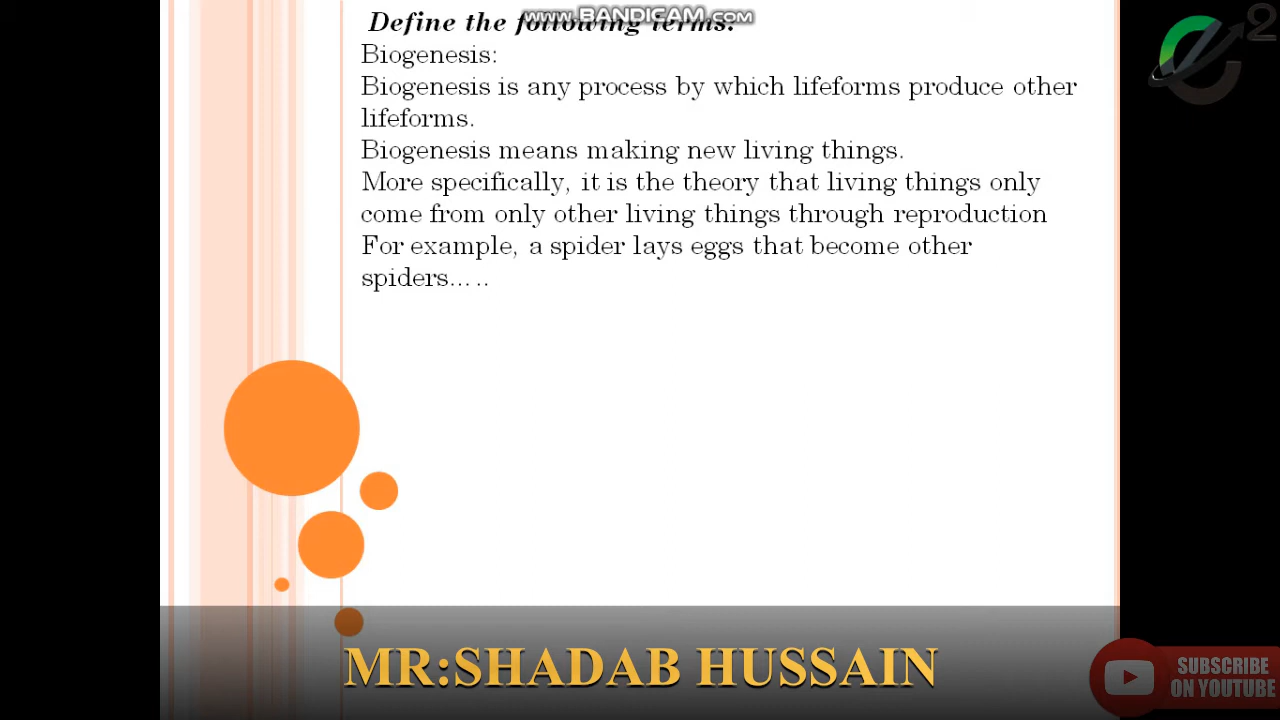 www.BANDICAM.COM
Define the following terms:
Biogenesis:
Biogenesis is any process by which lifeforms produce other
lifeforms.
Biogenesis means making new living things.
More specifically, it is the theory that living things only
come from only other living things through reproduction
For example, a spider lays eggs that become other
spiders.....
2
MR:SHADAB HUSSAIN
SUBSCRIBE
ON YOUTUBE